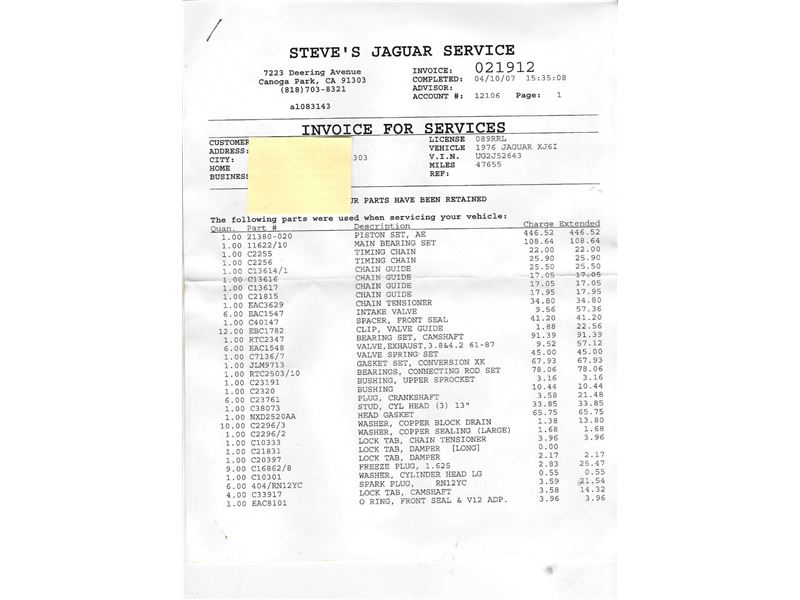 STEVE'S JAGUAR SERVICE
7223 Deering Avenue
Canoga Park, CA 91303
(818)703-8321
a1083143
INVOICE: 021912
COMPLETED: 04/10/07 15:35:08
ADVISOR:
ACCOUNT #: 12106 Page: 1
INVOICE FOR SERVICES
CUSTOMER LICENSE 089RRL
ADDRESS: VEHICLE 1976 JAGUAR XJ6I
CITY: 303 V.I.N. UG2J52643
HOME MILES 47655
BUSINESS REF:
UR PARTS HAVE BEEN RETAINED
The following parts were used when servicing your vehicle:
Quan. Part # Description Charge Extended
1.00 21380-020 PISTON SET, AE 446.52 446.52
1.00 11622/10 MAIN BEARING SET 108.64 108.64
1.00 C2255 TIMING CHAIN 22.00 22.00
1.00 C2256 TIMING CHAIN 25.90 25.90
1.00 C13614/1 CHAIN GUIDE 25.50 25.50
1.00 C13616 CHAIN GUIDE 17.05 17.05
1.00 C13617 CHAIN GUIDE 17.05 17.05
1.00 C21815 CHAIN GUIDE 17.95 17.95
1.00 EAC3629 CHAIN TENSIONER 34.80 34.80
6.00 EAC1547 INTAKE VALVE 9.56 57.36
1.00 C40147 SPACER, FRONT SEAL 41.20 41.20
12.00 EBC1782 CLIP, VALVE GUIDE 1.88 22.56
1.00 RTC2347 BEARING SET, CAMSHAFT 91.39 91.39
6.00 EAC1548 VALVE,EXHAUST,3.8&4.2 61-87 9.52 57.12
1.00 C7136/7 VALVE SPRING SET 45.00 45.00
1.00 JLM9713 GASKET SET, CONVERSION XK 67.93 67.93
1.00 RTC2503/10 BEARINGS, CONNECTING ROD SET 78.06 78.06
1.00 C23191 BUSHING, UPPER SPROCKET 3.16 3.16
1.00 C2320 BUSHING 10.44 10.44
6.00 C23761 PLUG, CRANKSHAFT 3.58 21.48
1.00 C38073 STUD, CYL HEAD (3) 13" 33.85 33.85
1.00 NXD2520AA HEAD GASKET 65.75 65.75
10.00 C2296/3 WASHER, COPPER BLOCK DRAIN 1.38 13.80
1.00 C2296/2 WASHER, COPPER SEALING (LARGE) 1.68 1.68
1.00 C10333 LOCK TAB, CHAIN TENSIONER 3.96 3.96
1.00 C21831 LOCK TAB, DAMPER [LONG] 0.00
1.00 C20397 LOCK TAB, DAMPER 2.17 2.17
9.00 C16862/8 FREEZE PLUG, 1.625 2.83 25.47
1.00 C10301 WASHER, CYLINDER HEAD LG 0.55 0.55
6.00 404/RN12YC SPARK PLUG, RN12YC 3.59 21.54
4.00 C33917 LOCK TAB, CAMSHAFT 3.58 14.32
1.00 EAC8101 O RING, FRONT SEAL & V12 ADP. 3.96 3.96